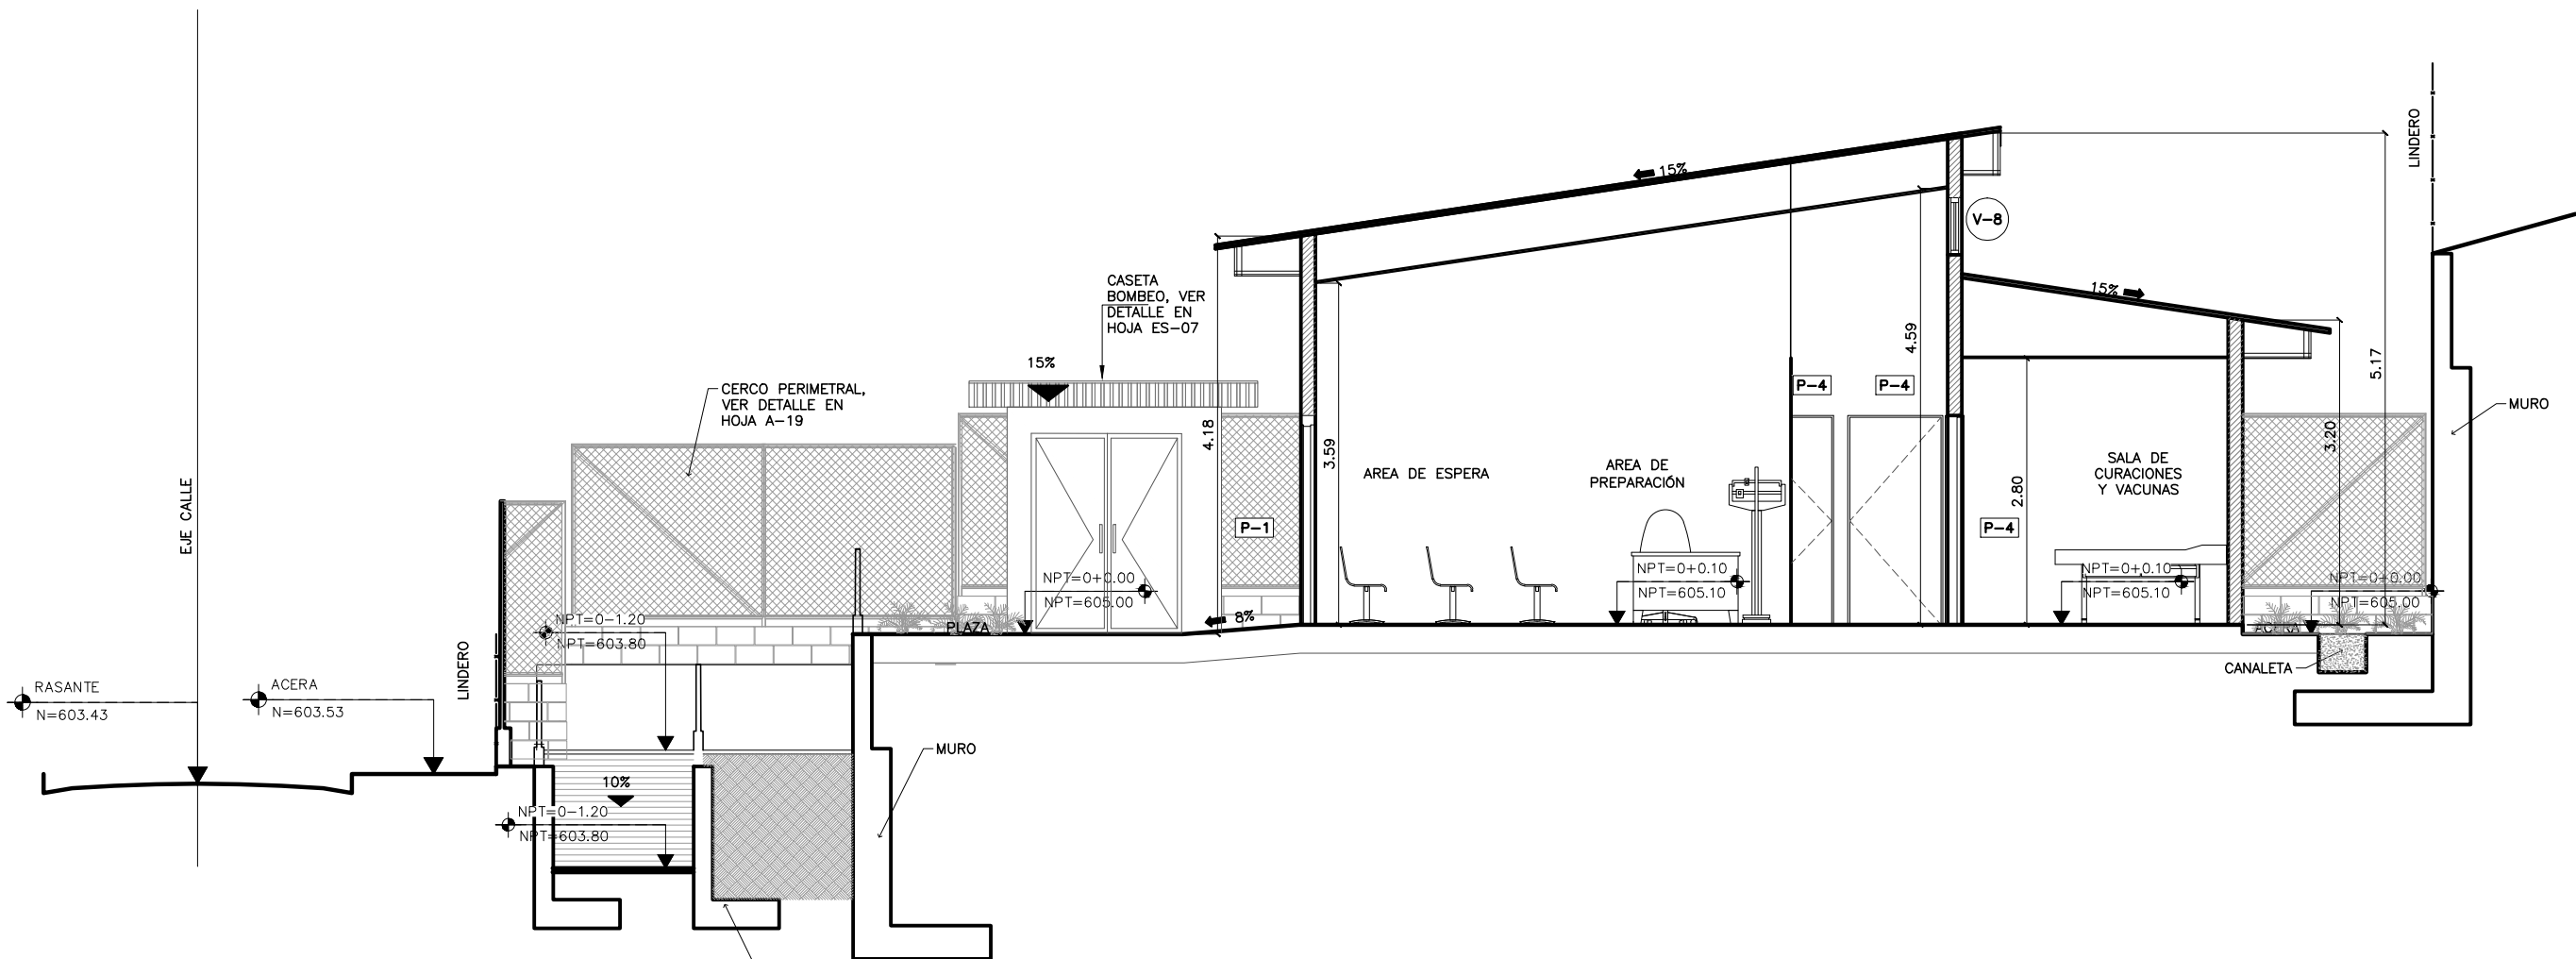 EJE CALLE
RASANTE
N=603.43
ACERA
N=603.53
LINDERO
CERCO PERIMETRAL,
VER DETALLE EN
HOJA A-19
NPT=0-1.20
NPT=603.80
10%
NPT=0-1.20
NPT=603.80
MURO
PLAZA
15%
CASETA
BOMBEO, VER
DETALLE EN
HOJA ES-07
NPT=0+0.00
NPT=605.00
8%
4.18
P-1
3.59
AREA DE ESPERA
AREA DE
PREPARACIÓN
NPT=0+0.10
NPT=605.10
15%
P-4
P-4
4.59
V-8
15%
2.80
P-4
SALA DE
CURACIONES
Y VACUNAS
NPT=0+0.10
NPT=605.10
3.20
5.17
NPT=0+0.00
NPT=605.00
ACERA
CANALETA
LINDERO
MURO